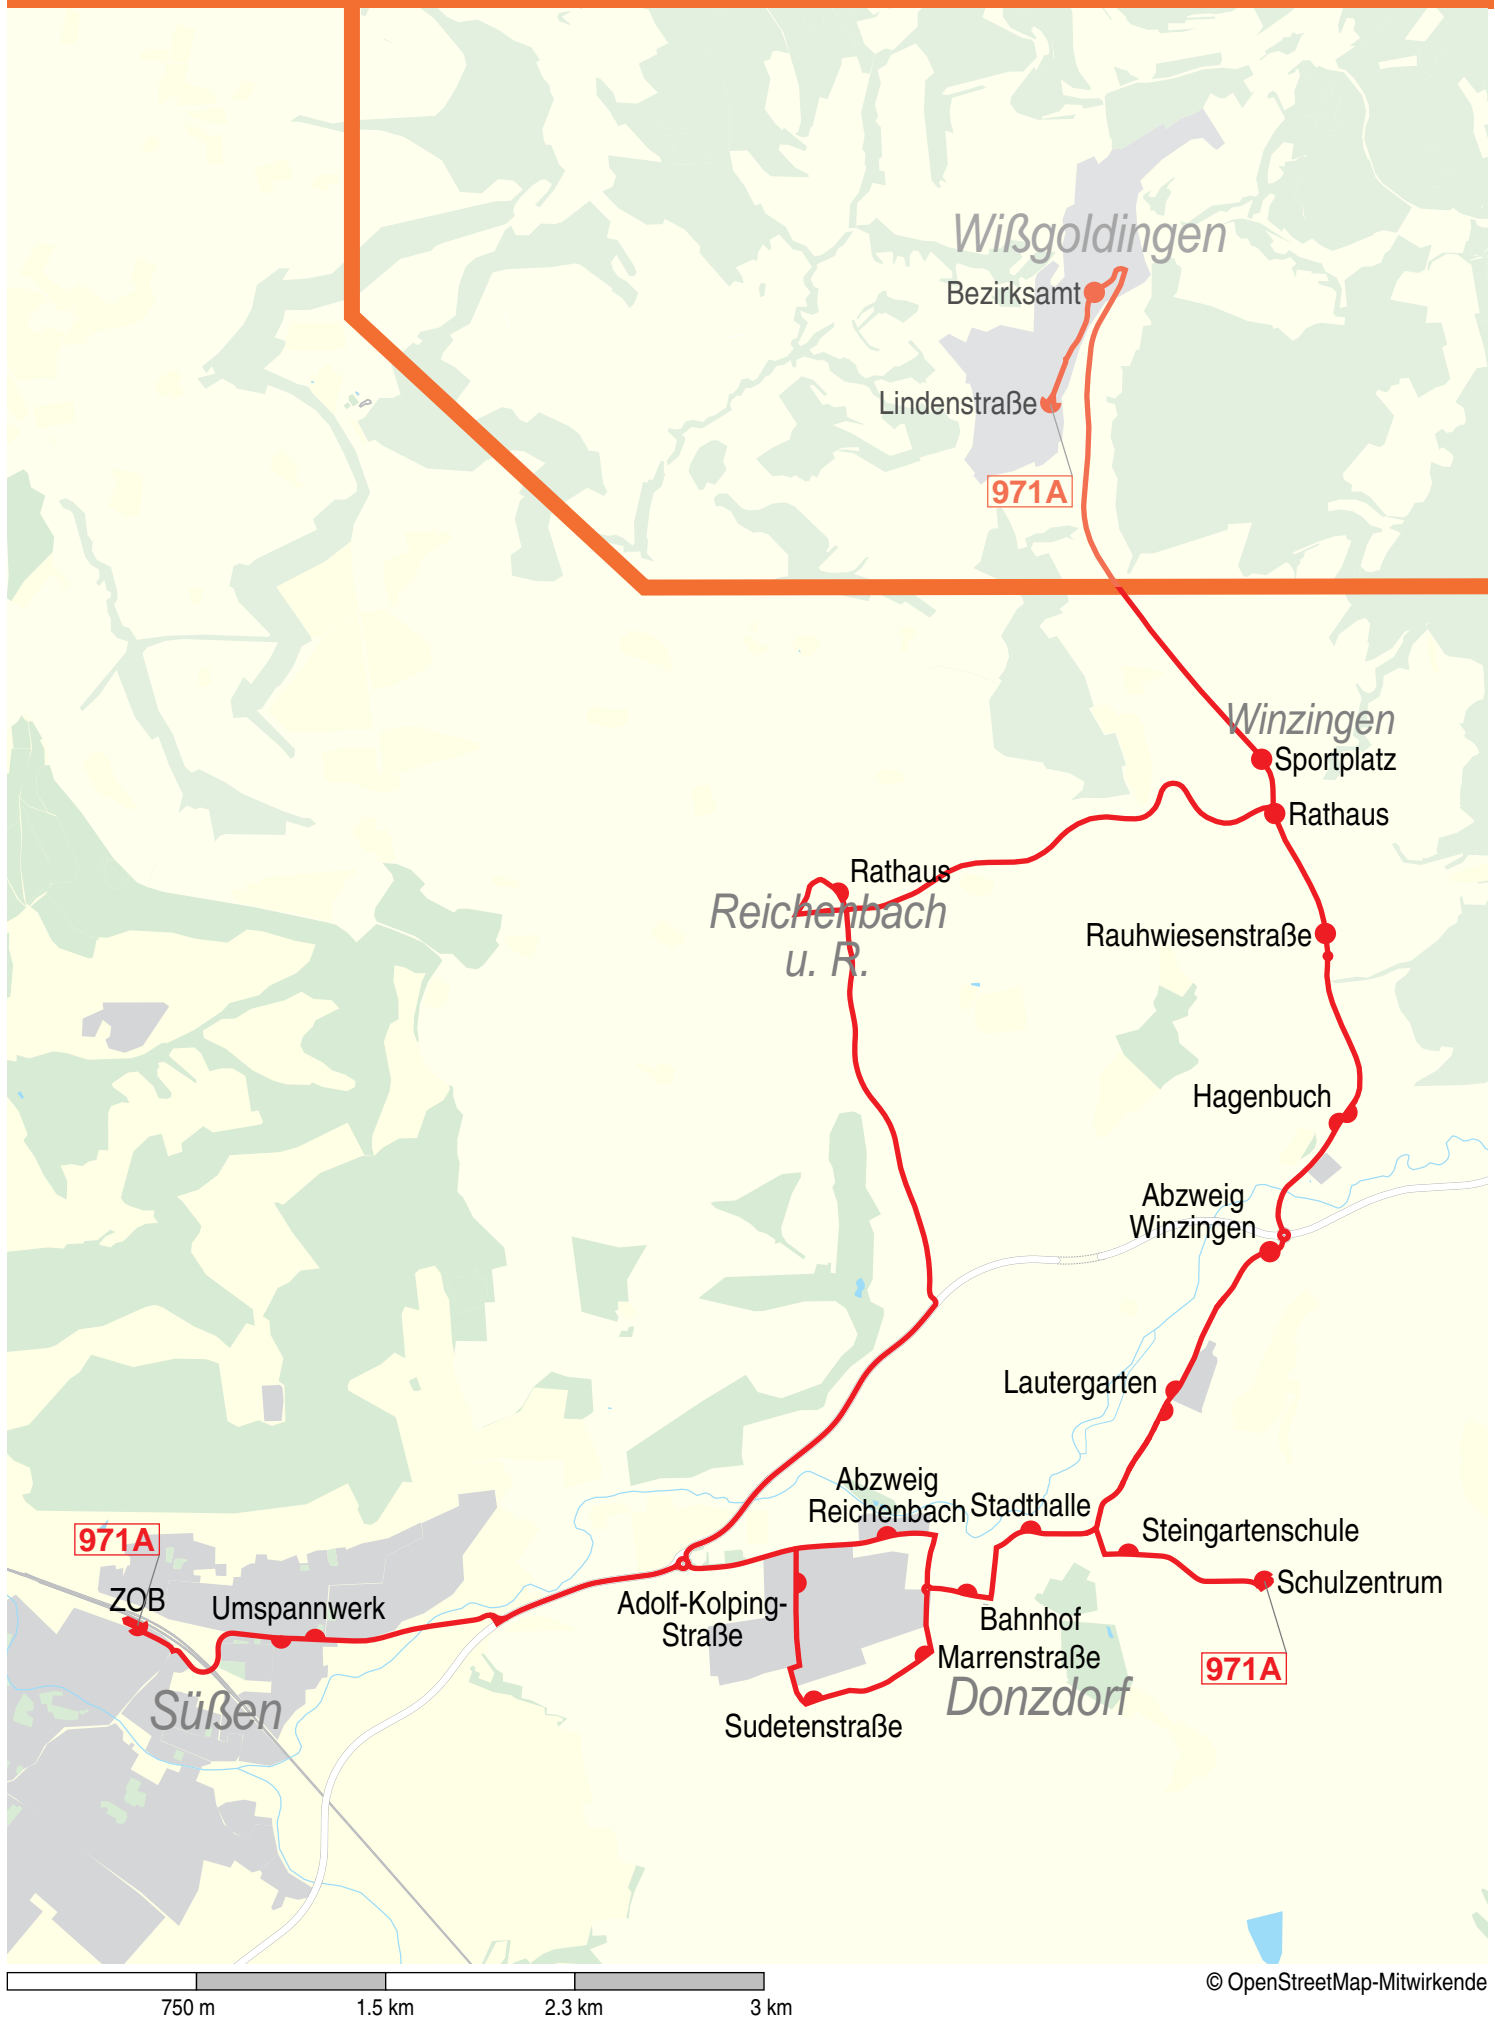 Wißgoldingen
Bezirksamt
Lindenstraße
971A
Winzingen
Sportplatz
Rathaus
Rathaus
Reichenbach
u. R.
Rauhwiesenstraße
Hagenbuch
Abzweig
Winzingen
Lautergarten
Abzweig
Reichenbach
Stadthalle
Steingartenschule
971A
ZOB
Umspannwerk
Adolf-Kolping-
Straße
Schulzentrum
Bahnhof
Marrenstraße
971A
Süßen
Donzdorf
Sudetenstraße
© OpenStreetMap-Mitwirkende
750 m
1.5 km
2.3 km
3 km